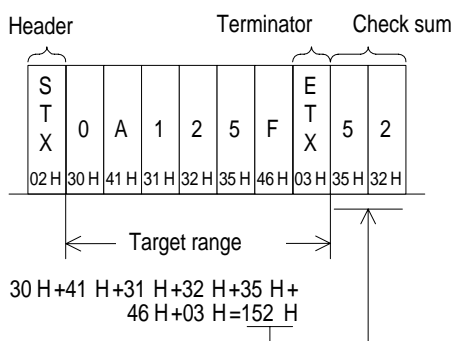 Header Terminator Check sum
S T X 0 A 1 2 5 F E T X 5 2
02 H 30 H 41 H 31 H 32 H 35 H 46 H 03 H 35 H 32 H
Target range
30 H+41 H+31 H+32 H+35 H+
46 H+03 H=152 H